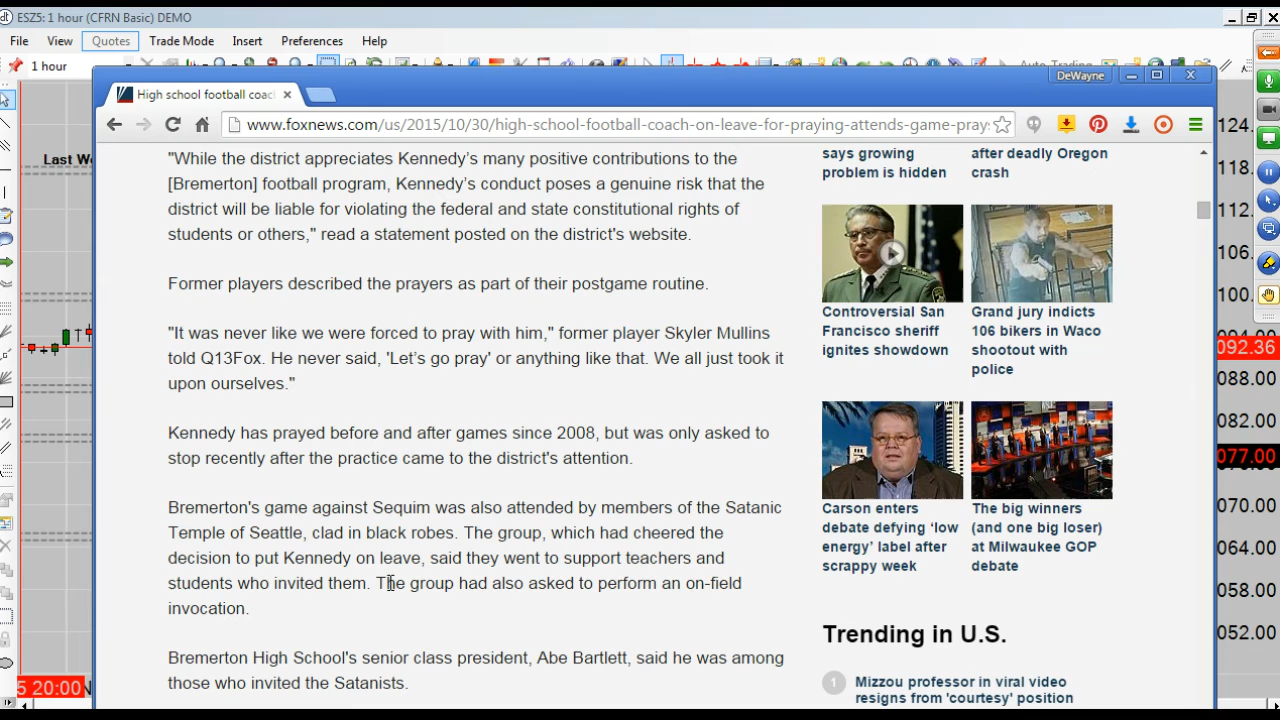 ESZ5: 1 hour (CFRN Basic) DEMO
File View Quotes Trade Mode Insert Preferences Help
1 hour
Auto-Trading
DeWayne
High school football coac
www.foxnews.com/us/2015/10/30/high-school-football-coach-on-leave-for-praying-attends-game-pray
Last We
"While the district appreciates Kennedy's many positive contributions to the
[Bremerton] football program, Kennedy's conduct poses a genuine risk that the
district will be liable for violating the federal and state constitutional rights of
students or others," read a statement posted on the district's website.
Former players described the prayers as part of their postgame routine.
"It was never like we were forced to pray with him," former player Skyler Mullins
told Q13Fox. He never said, 'Let's go pray' or anything like that. We all just took it
upon ourselves."
Kennedy has prayed before and after games since 2008, but was only asked to
stop recently after the practice came to the district's attention.
Bremerton's game against Sequim was also attended by members of the Satanic
Temple of Seattle, clad in black robes. The group, which had cheered the
decision to put Kennedy on leave, said they went to support teachers and
students who invited them. The group had also asked to perform an on-field
invocation.
Bremerton High School's senior class president, Abe Bartlett, said he was among
those who invited the Satanists.
says growing
problem is hidden
after deadly Oregon
crash
Controversial San
Francisco sheriff
ignites showdown
Grand jury indicts
106 bikers in Waco
shootout with
police
Carson enters
debate defying 'low
energy' label after
scrappy week
The big winners
(and one big loser)
at Milwaukee GOP
debate
Trending in U.S.
1 Mizzou professor in viral video
resigns from 'courtesy' position
124.
118.
112.
106.
100.
092.36
088.00
082.00
077.00
070.00
064.00
058.00
052.00
5 20:00